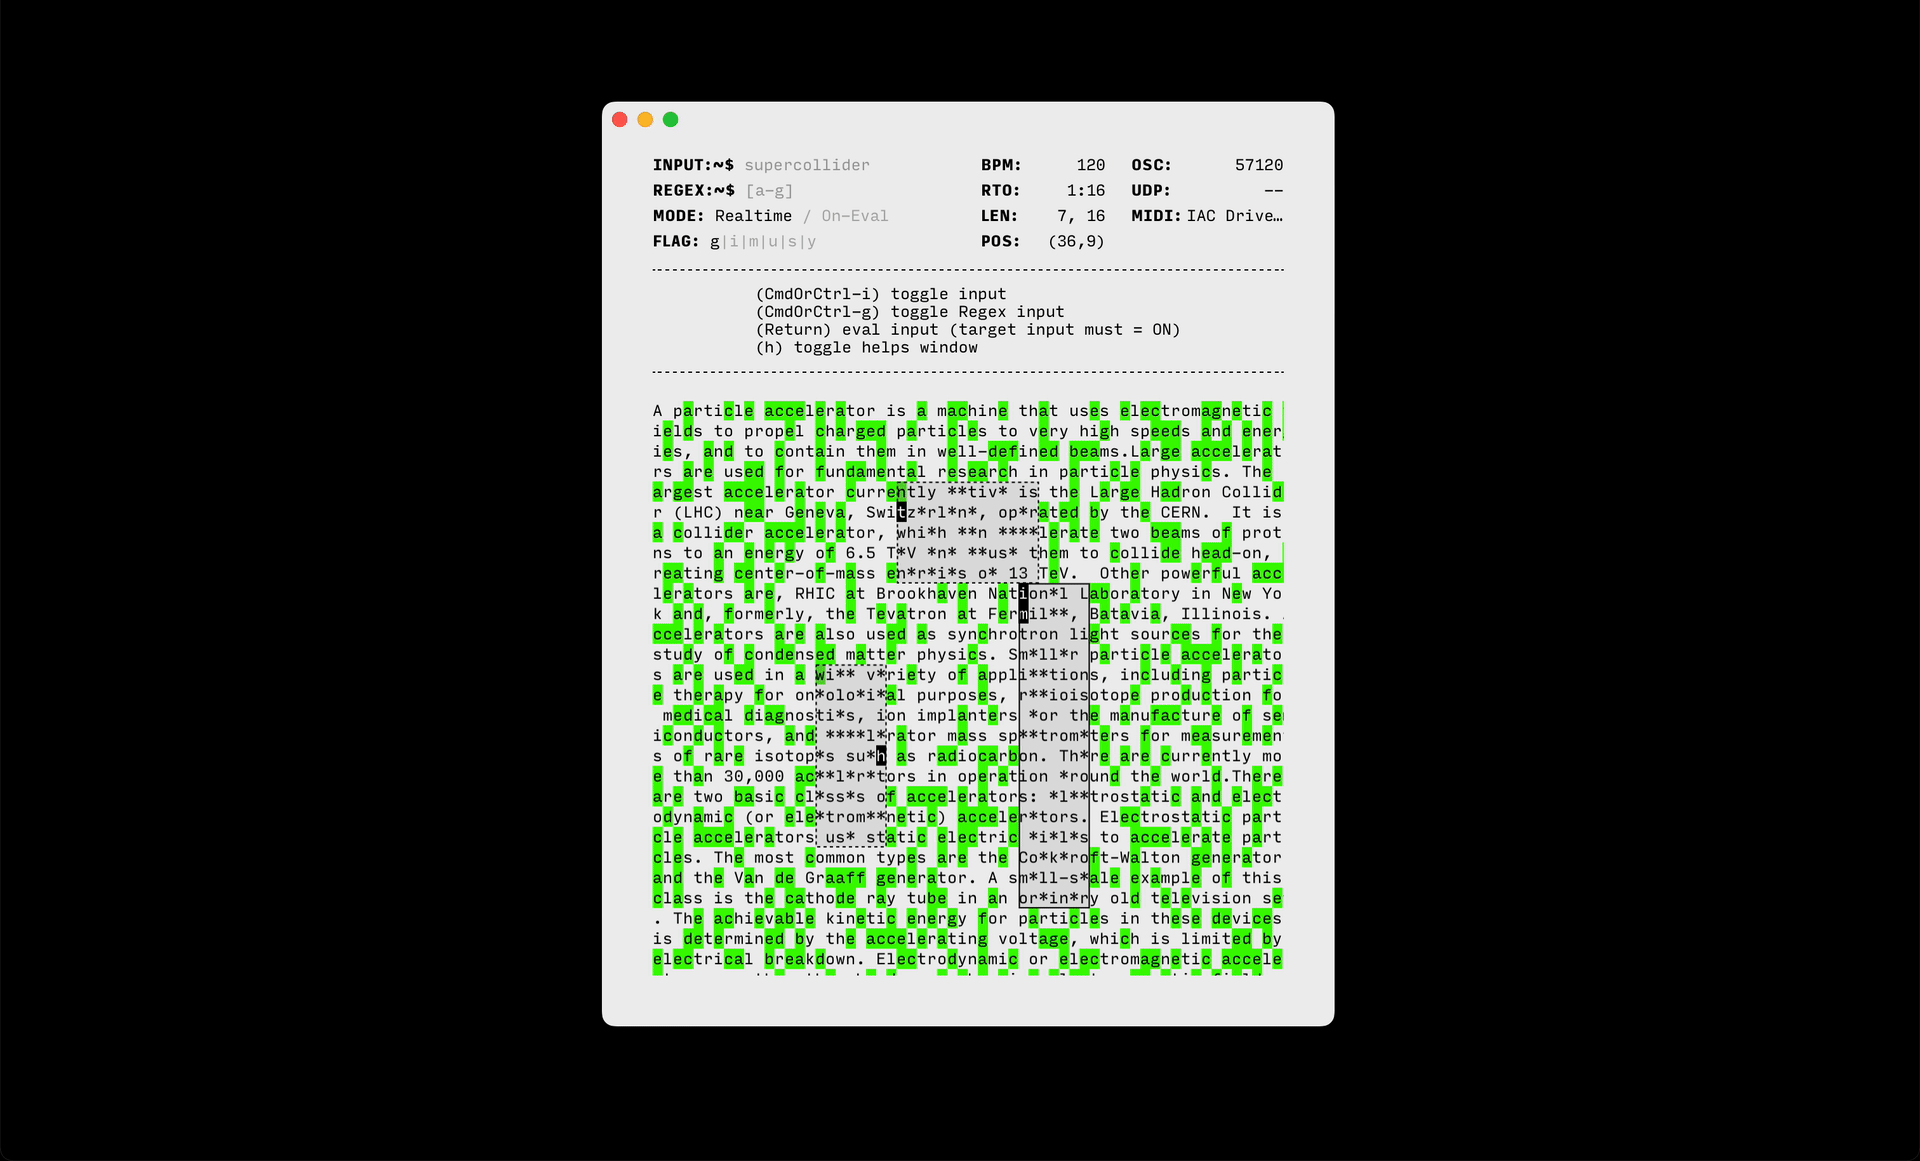 INPUT:~$ supercollider BPM: 120 OSC: 57120
REGEX:~$ [a-g] RTO: 1:16 UDP: --
MODE: Realtime / On-Eval LEN: 7, 16 MIDI: IAC Drive…
FLAG: g|i|m|u|s|y POS: (36,9)
(CmdOrCtrl-i) toggle input
(CmdOrCtrl-g) toggle Regex input
(Return) eval input (target input must = ON)
(h) toggle helps window
A particle accelerator is a machine that uses electromagnetic
ields to propel charged particles to very high speeds and ener
ies, and to contain them in well-defined beams.Large accelerat
rs are used for fundamental research in particle physics. The
argest accelerator currently **tiv* is the Large Hadron Collid
r (LHC) near Geneva, Switz*rl*n*, op*rated by the CERN.  It is
a collider accelerator, whi*h **n ****lerate two beams of prot
ns to an energy of 6.5 T*V *n* **us* them to collide head-on,
reating center-of-mass en*r*i*s o* 13 TeV.  Other powerful acc
lerators are, RHIC at Brookhaven Nation*l Laboratory in New Yo
k and, formerly, the Tevatron at Fermil**, Batavia, Illinois.
ccelerators are also used as synchrotron light sources for the
study of condensed matter physics. Sm*ll*r particle accelerato
s are used in a wi** v*riety of appli**tions, including partic
e therapy for on*olo*i*al purposes, r**ioisotope production fo
medical diagnosti*s, ion implanters *or the manufacture of se
iconductors, and ****l*rator mass sp**trom*ters for measuremen
s of rare isotop*s su*h as radiocarbon. Th*re are currently mo
e than 30,000 ac**l*r*tors in operation *round the world.There
are two basic cl*ss*s of accelerators: *l**trostatic and elect
odynamic (or ele*trom**netic) acceler*tors. Electrostatic part
cle accelerators us* static electric *i*l*s to accelerate part
cles. The most common types are the Co*k*roft-Walton generator
and the Van de Graaff generator. A sm*ll-s*ale example of this
class is the cathode ray tube in an or*in*ry old television se
. The achievable kinetic energy for particles in these devices
is determined by the accelerating voltage, which is limited by
electrical breakdown. Electrodynamic or electromagnetic accele